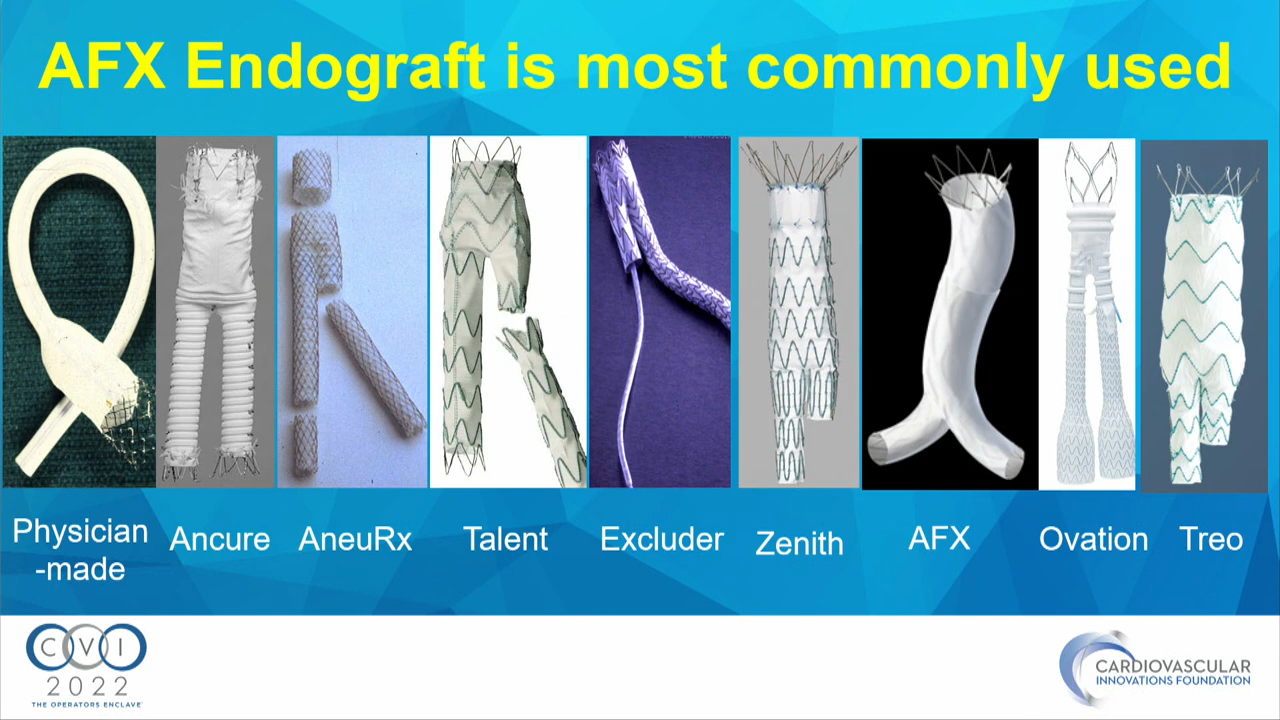 AFX Endograft is most commonly used
Physician
-made
Ancure
AneuRx
Talent
Excluder
Zenith
AFX
Ovation
Treo
CVI
2022
THE OPERATORS ENCLAVE
CARDIOVASCULAR
INNOVATIONS FOUNDATION